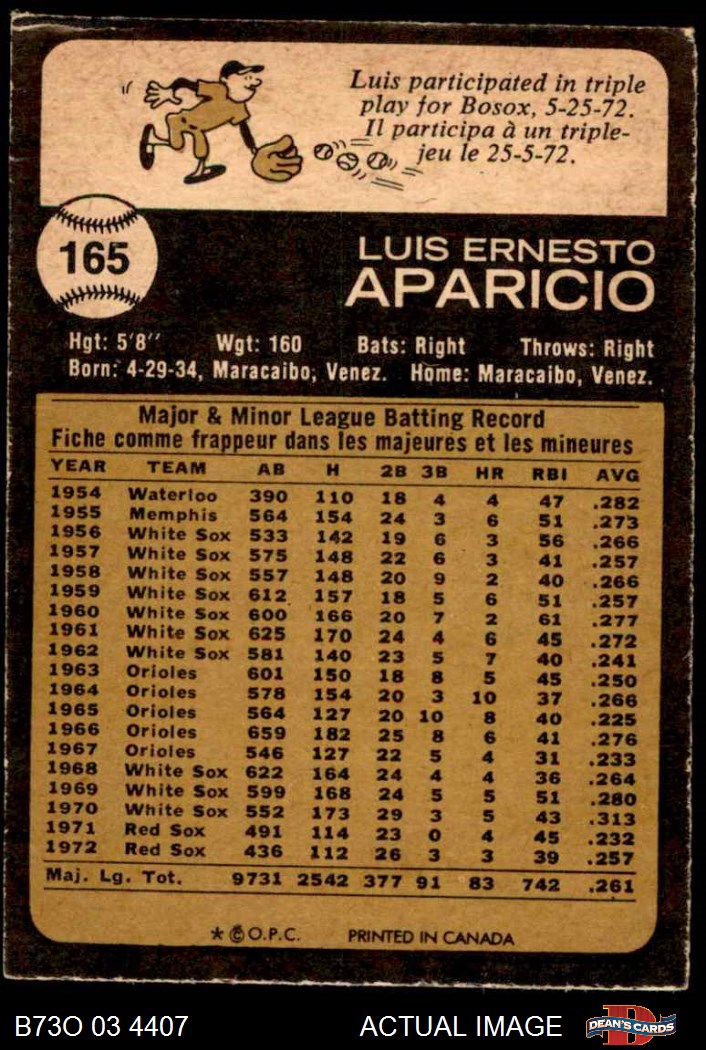 Luis participated in triple
play for Bosox, 5-25-72.
Il participa à un triple-
jeu le 25-5-72.
165
LUIS ERNESTO
APARICIO
Hgt: 5'8'' Wgt: 160 Bats: Right Throws: Right
Born: 4-29-34, Maracaibo, Venez. Home: Maracaibo, Venez.
Major & Minor League Batting Record
Fiche comme frappeur dans les majeures et les mineures
YEAR TEAM AB H 2B 3B HR RBI AVG
1954 Waterloo 390 110 18 4 4 47 .282
1955 Memphis 564 154 24 3 6 51 .273
1956 White Sox 533 142 19 6 3 56 .266
1957 White Sox 575 148 22 6 3 41 .257
1958 White Sox 557 148 20 9 2 40 .266
1959 White Sox 612 157 18 5 6 51 .257
1960 White Sox 600 166 20 7 2 61 .277
1961 White Sox 625 170 24 4 6 45 .272
1962 White Sox 581 140 23 5 7 40 .241
1963 Orioles 601 150 18 8 5 45 .250
1964 Orioles 578 154 20 3 10 37 .266
1965 Orioles 564 127 20 10 8 40 .225
1966 Orioles 659 182 25 8 6 41 .276
1967 Orioles 546 127 22 5 4 31 .233
1968 White Sox 622 164 24 4 4 36 .264
1969 White Sox 599 168 24 5 5 51 .280
1970 White Sox 552 173 29 3 5 43 .313
1971 Red Sox 491 114 23 0 4 45 .232
1972 Red Sox 436 112 26 3 3 39 .257
Maj. Lg. Tot. 9731 2542 377 91 83 742 .261
* © O.P.C. PRINTED IN CANADA
B73O 03 4407 ACTUAL IMAGE DEAN'S CARDS